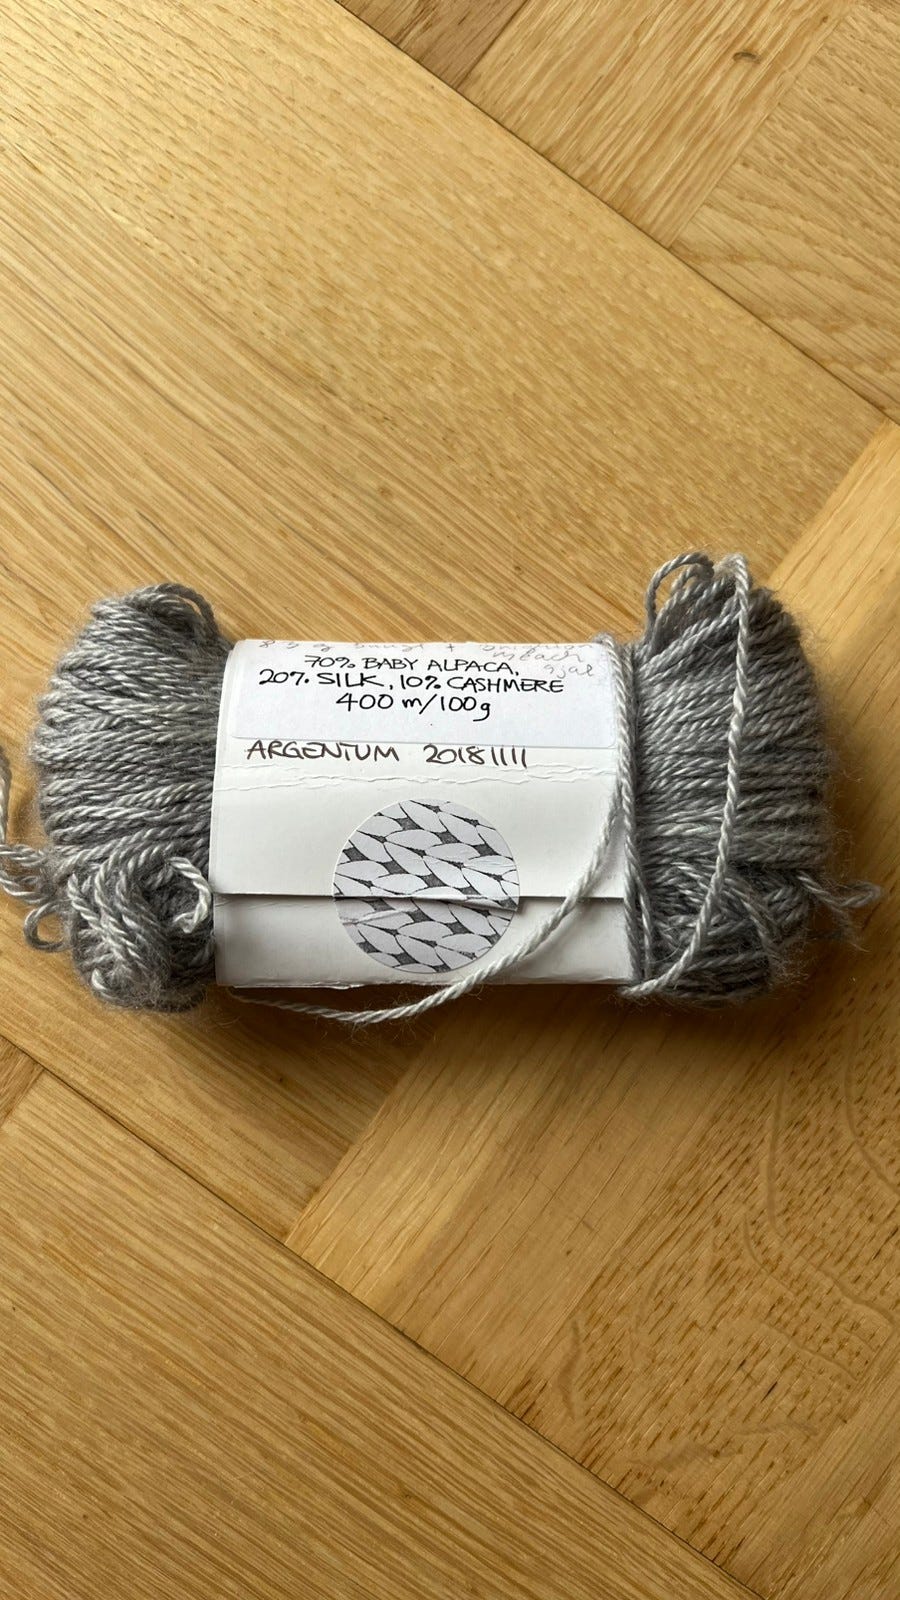 70% BABY ALPACA,
20% SILK, 10% CASHMERE
400 m/100g
ARGENTUM 20181111